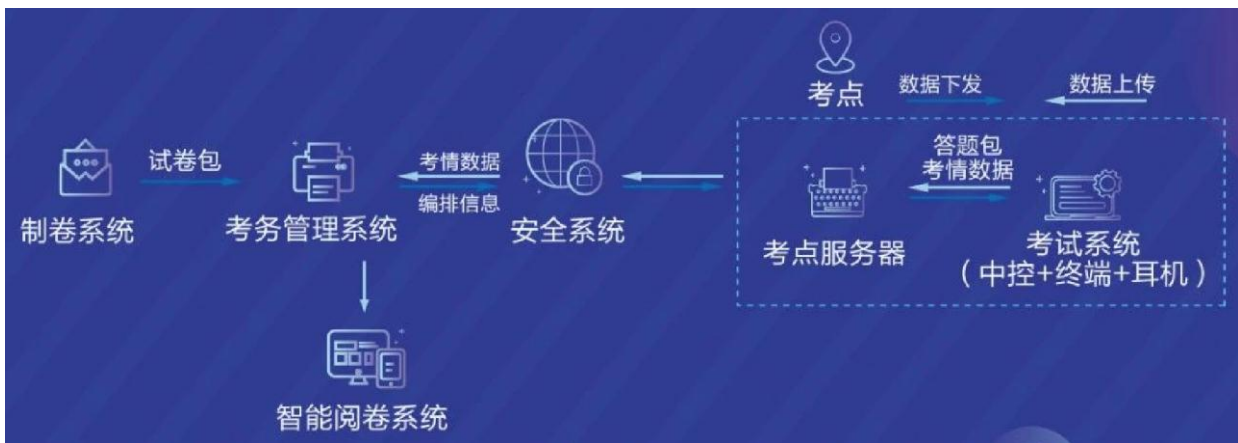 考点
数据下发
数据上传
试卷包
考情数据
编排信息
答题包
考情数据
制卷系统
考务管理系统
安全系统
考点服务器
考试系统
（中控+终端+耳机）
智能阅卷系统